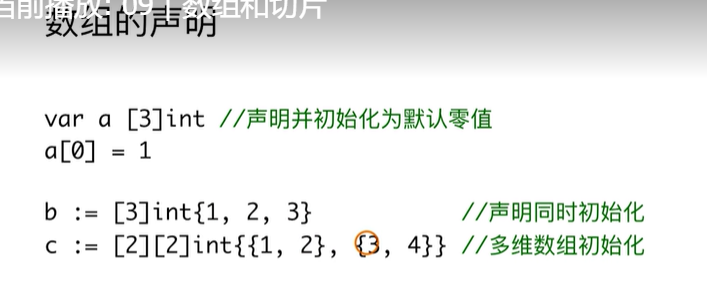 当前播放: 09 | 数组和切片
数组的声明
var a [3]int //声明并初始化为默认零值
a[0] = 1
b := [3]int{1, 2, 3} //声明同时初始化
c := [2][2]int{{1, 2}, {3, 4}} //多维数组初始化